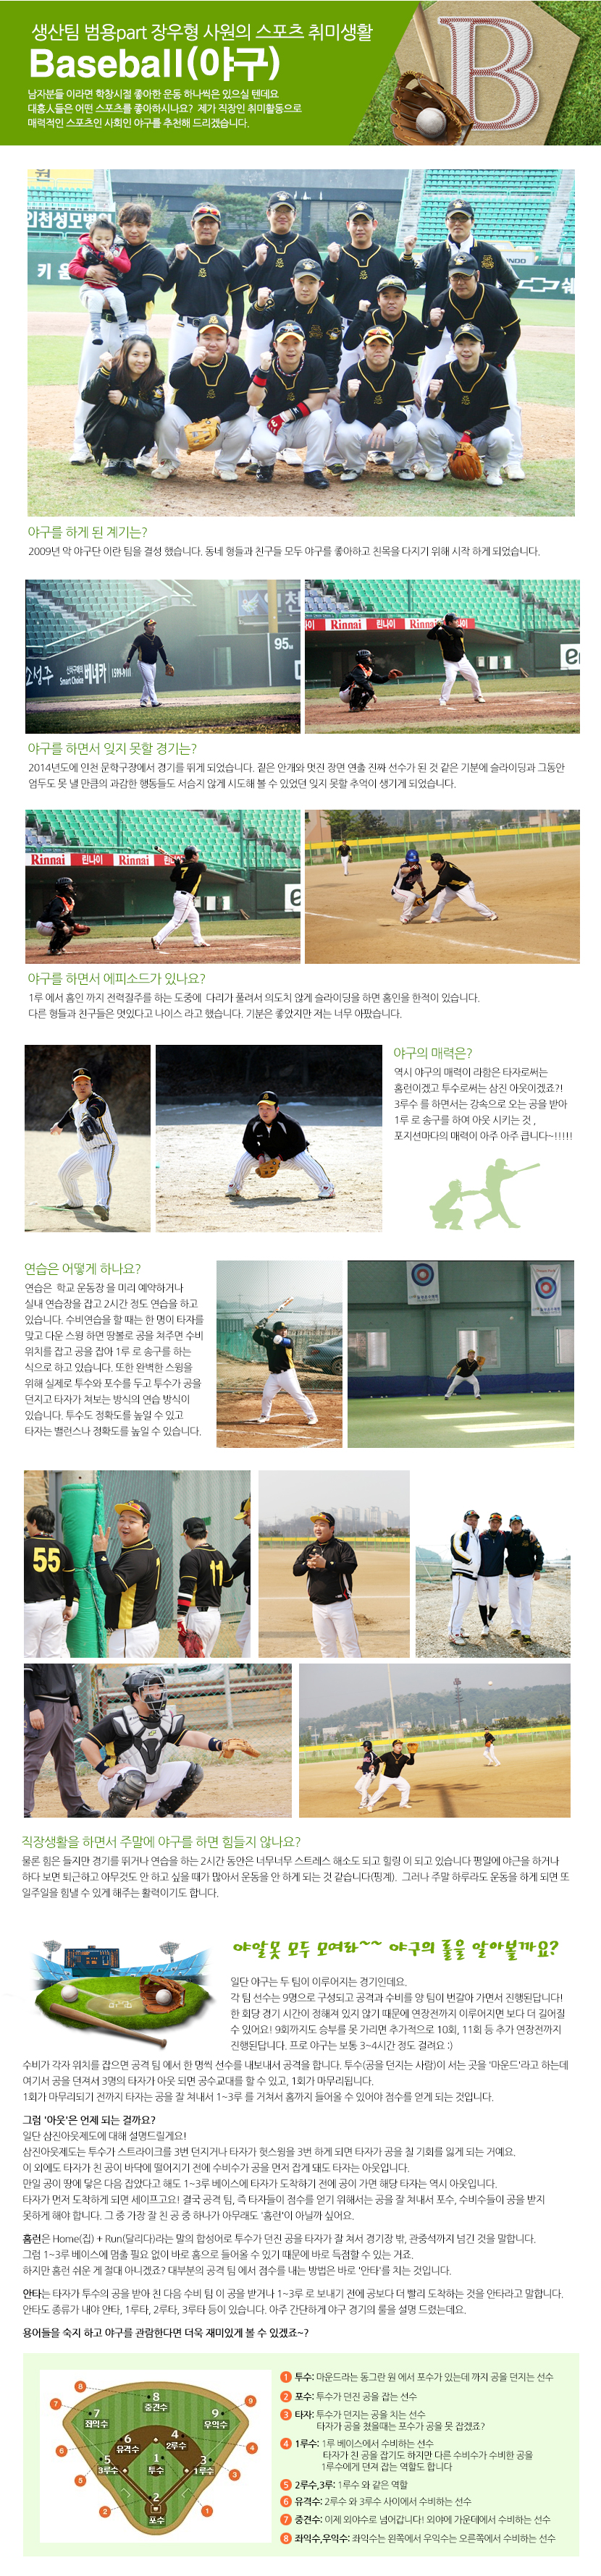 생산팀 범용part 장우형 사원의 스포츠 취미생활
Baseball(야구)
남자분들 이라면 학창시절 좋아한 운동 하나씩은 있으실 텐데요
대흥人들은 어떤 스포츠를 좋아하시나요? 제가 직장인 취미활동으로
매력적인 스포츠인 사회인 야구를 추천해 드리겠습니다.
B
인천성모병원
키움
야구를 하게 된 계기는?
2009년 악 야구단 이란 팀을 결성 했습니다. 동네 형들과 친구들 모두 야구를 좋아하고 친목을 다지기 위해 시작 하게 되었습니다.
95
Smart Choice
Rinnai 린나이 Rinnai
야구를 하면서 잊지 못할 경기는?
2014년도에 인천 문학구장에서 경기를 뛰게 되었습니다. 짙은 안개와 멋진 장면 연출 진짜 선수가 된 것 같은 기분에 슬라이딩과 그동안
엄두도 못 낼 만큼의 과감한 행동들도 서슴지 않게 시도해 볼 수 있었던 잊지 못할 추억이 생기게 되었습니다.
Rinnai 린나이 Rinnai 린나이
7
야구를 하면서 에피소드가 있나요?
1루 에서 홈인 까지 전력질주를 하는 도중에 다리가 풀려서 의도치 않게 슬라이딩을 하면 홈인을 한적이 있습니다.
다른 형들과 친구들은 멋있다고 나이스 라고 했습니다. 기분은 좋았지만 저는 너무 아팠습니다.
야구의 매력은?
역시 야구의 매력이 라함은 타자로써는
홈런이겠고 투수로써는 삼진 아웃이겠죠?!
3루수 를 하면서는 강속으로 오는 공을 받아
1루 로 송구를 하여 아웃 시키는 것 ,
포지션마다의 매력이 아주 아주 큽니다~!!!!!
연습은 어떻게 하나요?
연습은 학교 운동장 을 미리 예약하거나
실내 연습장을 잡고 2시간 정도 연습을 하고
있습니다. 수비연습을 할 때는 한 명이 타자를
맞고 다운 스윙 하면 땅볼로 공을 쳐주면 수비
위치를 잡고 공을 잡아 1루 로 송구를 하는
식으로 하고 있습니다. 또한 완벽한 스윙을
위해 실제로 투수와 포수를 두고 투수가 공을
던지고 타자가 쳐보는 방식의 연습 방식이
있습니다. 투수도 정확도를 높일 수 있고
타자는 밸런스나 정확도를 높일 수 있습니다.
55
11
직장생활을 하면서 주말에 야구를 하면 힘들지 않나요?
물론 힘은 들지만 경기를 뛰거나 연습을 하는 2시간 동안은 너무너무 스트레스 해소도 되고 힐링 이 되고 있습니다 평일에 야근을 하거나
하다 보면 퇴근하고 아무것도 안 하고 싶을 때가 많아서 운동을 안 하게 되는 것 같습니다(핑계). 그러나 주말 하루라도 운동을 하게 되면 또
일주일을 힘낼 수 있게 해주는 활력이기도 합니다.
야알못 모두 모여라~~ 야구의 룰을 알아볼까요?
일단 야구는 두 팀이 이루어지는 경기인데요.
각 팀 선수는 9명으로 구성되고 공격과 수비를 양 팀이 번갈아 가면서 진행된답니다!
한 회당 경기 시간이 정해져 있지 않기 때문에 연장전까지 이루어지면 보다 더 길어질
수 있어요! 9회까지도 승부를 못 가리면 추가적으로 10회, 11회 등 추가 연장전까지
진행된답니다. 프로 야구는 보통 3~4시간 정도 걸려요 :)
수비가 각자 위치를 잡으면 공격 팀 에서 한 명씩 선수를 내보내서 공격을 합니다. 투수(공을 던지는 사람)이 서는 곳을 '마운드'라고 하는데
여기서 공을 던져서 3명의 타자가 아웃 되면 공수교대를 할 수 있고, 1회가 마무리됩니다.
1회가 마무리되기 전까지 타자는 공을 잘 쳐내서 1~3루 를 거쳐서 홈까지 들어올 수 있어야 점수를 얻게 되는 것입니다.
그럼 '아웃'은 언제 되는 걸까요?
일단 삼진아웃제도에 대해 설명드릴게요!
삼진아웃제도는 투수가 스트라이크를 3번 던지거나 타자가 헛스윙을 3번 하게 되면 타자가 공을 칠 기회를 잃게 되는 거예요.
이 외에도 타자가 친 공이 바닥에 떨어지기 전에 수비수가 공을 먼저 잡게 돼도 타자는 아웃입니다.
만일 공이 땅에 닿은 다음 잡았다고 해도 1~3루 베이스에 타자가 도착하기 전에 공이 가면 해당 타자는 역시 아웃입니다.
타자가 먼저 도착하게 되면 세이프고요! 결국 공격 팀, 즉 타자들이 점수를 얻기 위해서는 공을 잘 쳐내서 포수, 수비수들이 공을 받지
못하게 해야 합니다. 그 중 가장 잘 친 공 중 하나가 아무래도 '홈런'이 아닐까 싶어요.
홈런은 Home(집) + Run(달리다)라는 말의 합성어로 투수가 던진 공을 타자가 잘 쳐서 경기장 밖, 관중석까지 넘긴 것을 말합니다.
그럼 1~3루 베이스에 멈출 필요 없이 바로 홈으로 들어올 수 있기 때문에 바로 득점할 수 있는 거죠.
하지만 홈런 쉬운 게 절대 아니겠죠? 대부분의 공격 팀 에서 점수를 내는 방법은 바로 '안타'를 치는 것입니다.
안타는 타자가 투수의 공을 받아 친 다음 수비 팀 이 공을 받거나 1~3루 로 보내기 전에 공보다 더 빨리 도착하는 것을 안타라고 말합니다.
안타도 종류가 내야 안타, 1루타, 2루타, 3루타 등이 있습니다. 아주 간단하게 야구 경기의 룰을 설명 드렸는데요.
용어들을 숙지 하고 야구를 관람한다면 더욱 재미있게 볼 수 있겠죠~?
8
중견수
7
좌익수
9
우익수
6
유격수
4
2루수
5
3루수
1
투수
3
1루수
2
포수
1 투수: 마운드라는 동그란 원 에서 포수가 있는데 까지 공을 던지는 선수
2 포수: 투수가 던진 공을 잡는 선수
3 타자: 투수가 던지는 공을 치는 선수
타자가 공을 쳤을때는 포수가 공을 못 잡겠죠?
4 1루수: 1루 베이스에서 수비하는 선수
타자가 친 공을 잡기도 하지만 다른 수비수가 수비한 공을
1루수에게 던져 잡는 역할도 합니다
5 2루수,3루: 1루수 와 같은 역할
6 유격수: 2루수 와 3루수 사이에서 수비하는 선수
7 중견수: 이제 외야수로 넘어갑니다! 외야에 가운데에서 수비하는 선수
8 좌익수,우익수: 좌익수는 왼쪽에서 우익수는 오른쪽에서 수비하는 선수